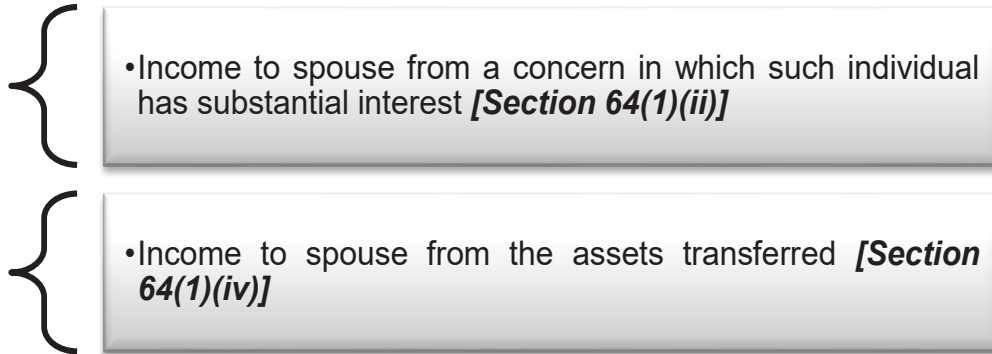 •Income to spouse from a concern in which such individual
has substantial interest [Section 64(1)(ii)]
•Income to spouse from the assets transferred [Section
64(1)(iv)]